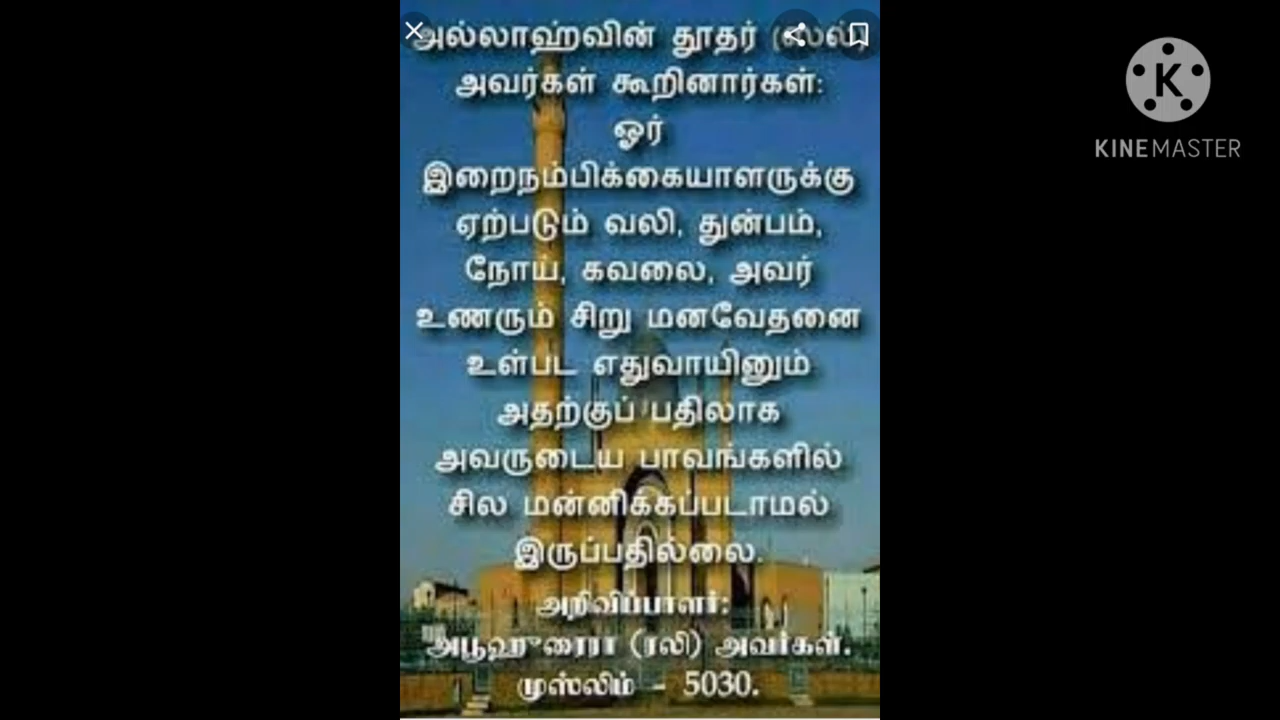 அல்லாஹ்வின் தூதர் (ஸல்)
அவர்கள் கூறினார்கள்:
ஓர்
இறைநம்பிக்கையாளருக்கு
ஏற்படும் வலி, துன்பம்,
நோய், கவலை, அவர்
உணரும் சிறு மனவேதனை
உள்பட எதுவாயினும்
அதற்குப் பதிலாக
அவருடைய பாவங்களில்
சில மன்னிக்கப்படாமல்
இருப்பதில்லை.
அறிவிப்பாளர்:
அபூஹுரைரா (ரலி) அவர்கள்.
முஸ்லிம் - 5030.
K
KINEMASTER